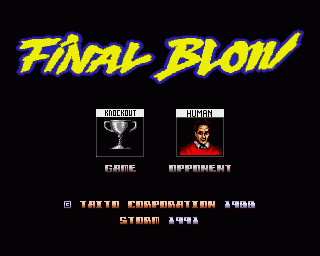 FINAL BLOW
KNOCKOUT HUMAN
GAME OPPONENT
© TAITO CORPORATION 1988
STORM 1991